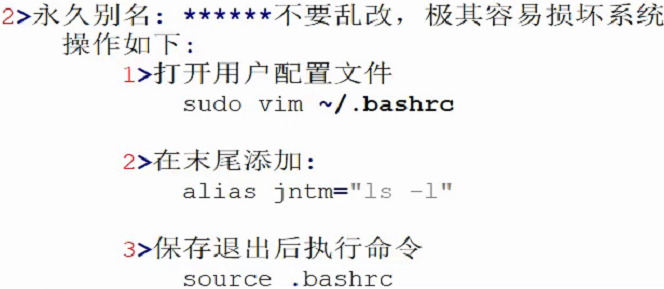 2>永久别名: ******不要乱改，极其容易损坏系统
操作如下:
1>打开用户配置文件
sudo vim ~/.bashrc
2>在末尾添加:
alias jntm="ls -l"
3>保存退出后执行命令
source .bashrc